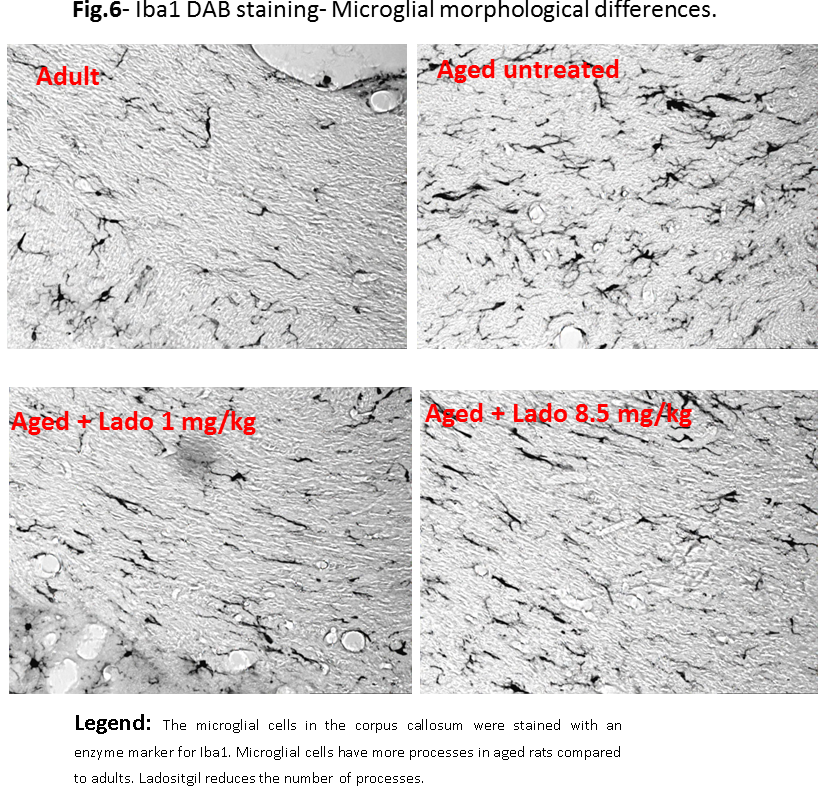 Fig.6- Iba1 DAB staining- Microglial morphological differences.
Adult
Aged untreated
Aged + Lado 1 mg/kg
Aged + Lado 8.5 mg/kg
Legend: The microglial cells in the corpus callosum were stained with an
enzyme marker for Iba1. Microglial cells have more processes in aged rats compared
to adults. Ladositgil reduces the number of processes.